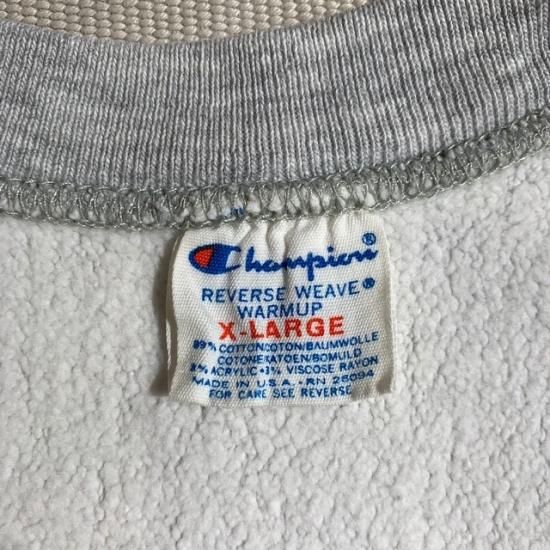 Champion®
REVERSE WEAVE®
WARMUP
X-LARGE
89% COTTON/COTON/BAUMWOLLE
COTONE/KATOEN/BOMULD
8% ACRYLIC • 3% VISCOSE RAYON
MADE IN U.S.A. - RN 26094
FOR CARE SEE REVERSE